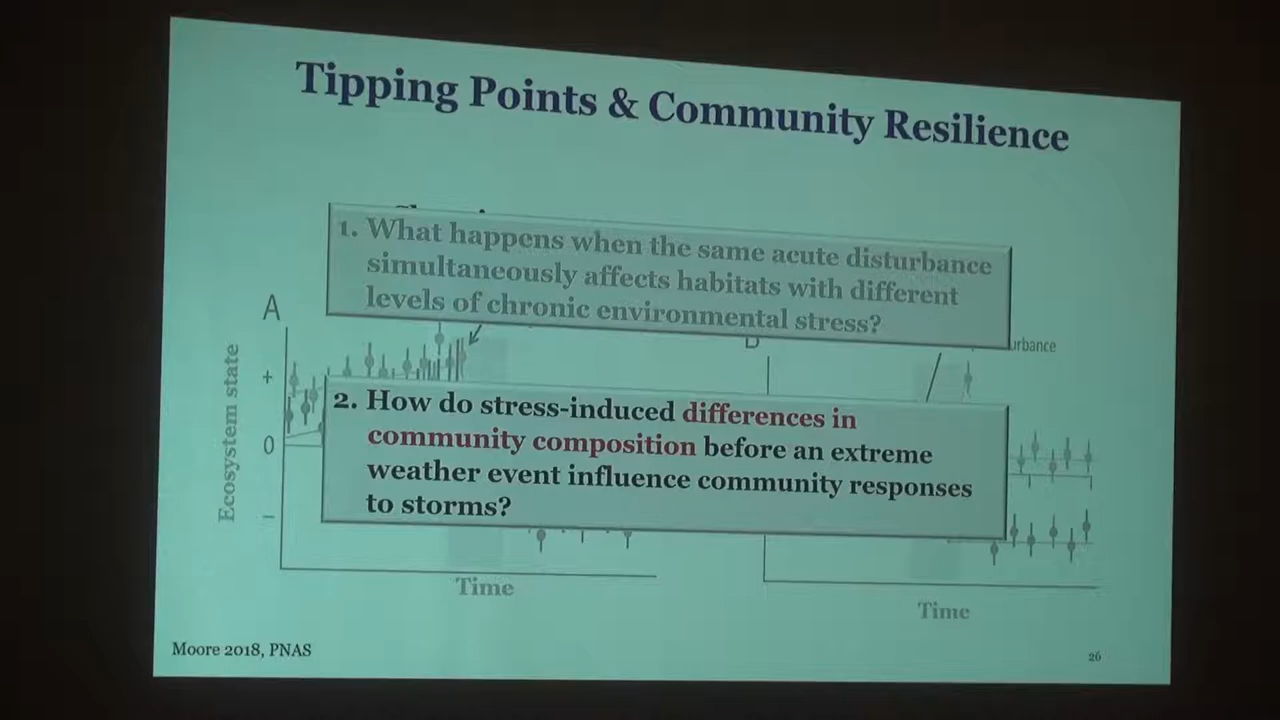 Tipping Points & Community Resilience
1. What happens when the same acute disturbance
simultaneously affects habitats with different
levels of chronic environmental stress?
A
urbance
Ecosystem state
+
0
–
2. How do stress-induced differences in
community composition before an extreme
weather event influence community responses
to storms?
Time
Time
Moore 2018, PNAS
26